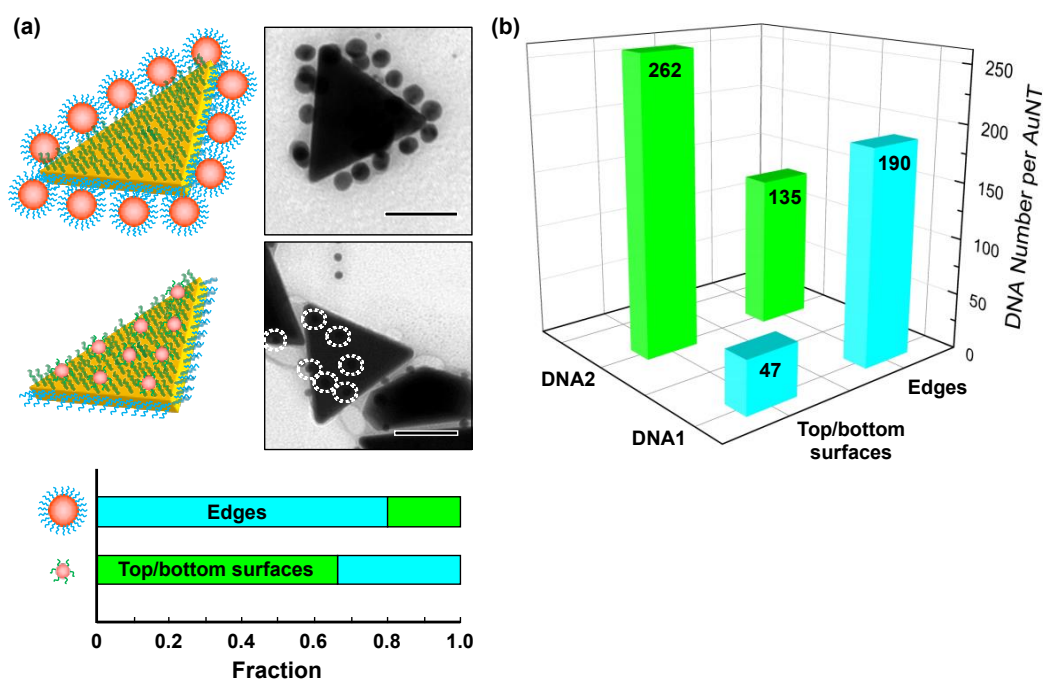 (a)
(b)
262
135
190
47
250
200
150
100
50
0
DNA Number per AuNT
DNA2
DNA1
Edges
Top/bottom
surfaces
Edges
Top/bottom surfaces
0 0.2 0.4 0.6 0.8 1.0
Fraction